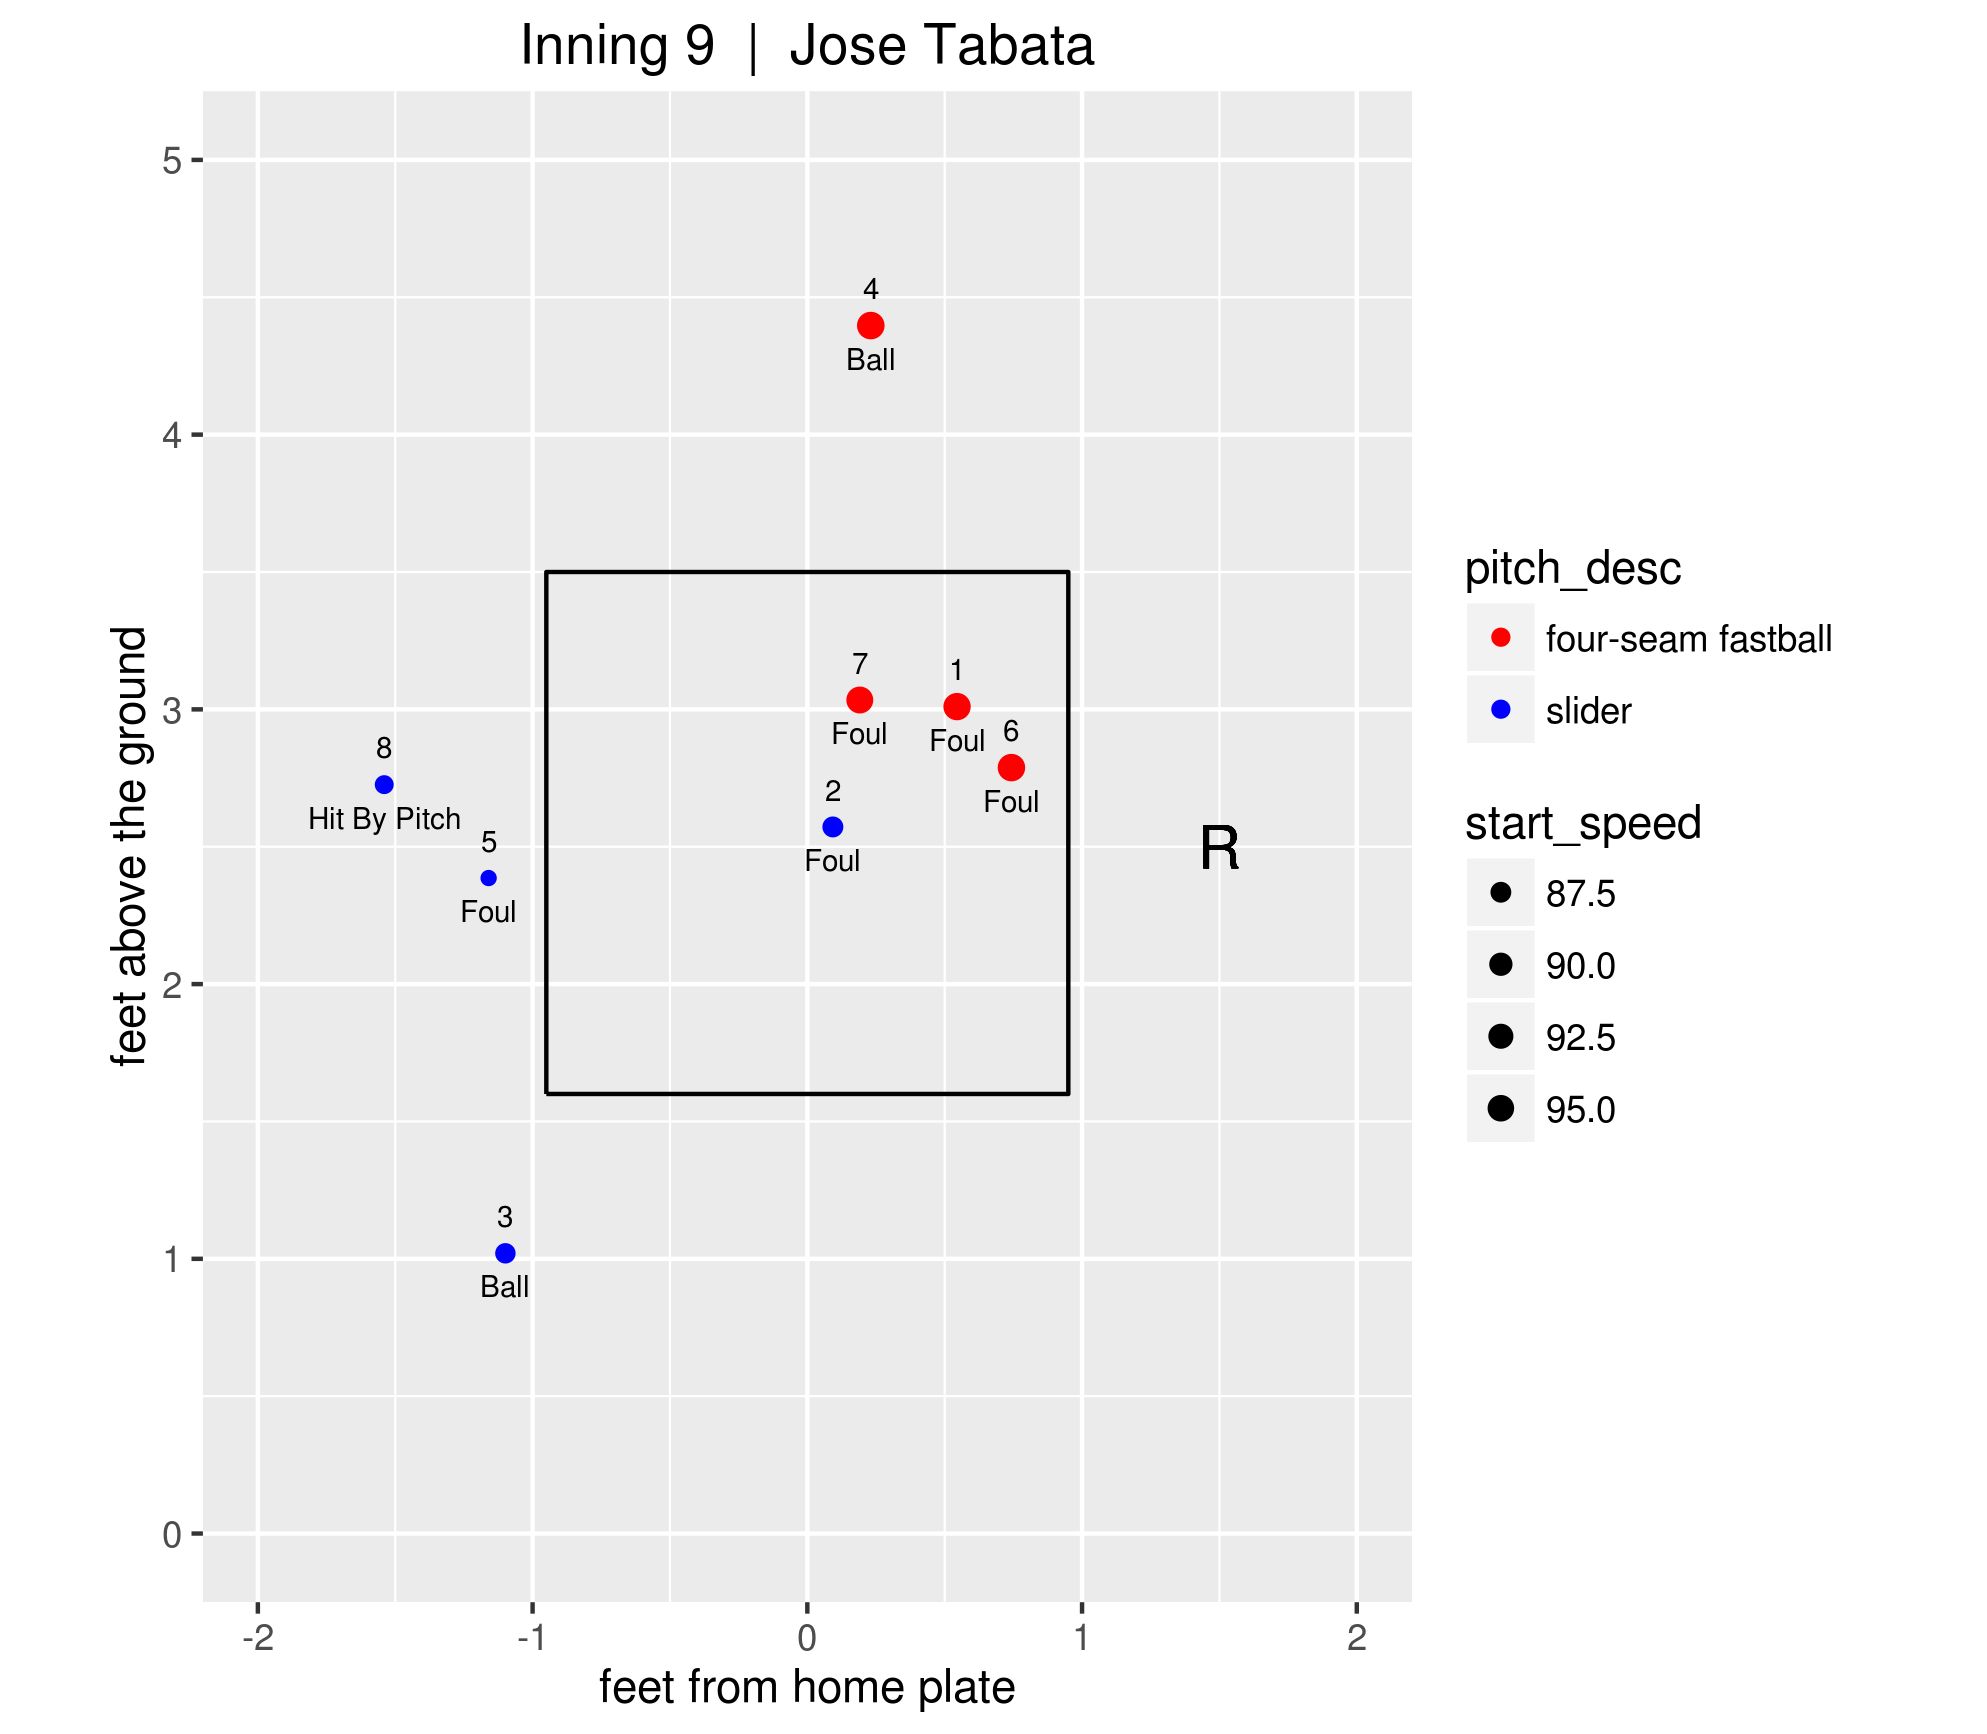 Inning 9 | Jose Tabata
5
4
3
2
1
0
feet above the ground
4
Ball
7
Foul
1
Foul
6
Foul
8
Hit By Pitch
2
Foul
5
Foul
R
3
Ball
-2
-1
0
1
2
feet from home plate
pitch_desc
four-seam fastball
slider
start_speed
87.5
90.0
92.5
95.0